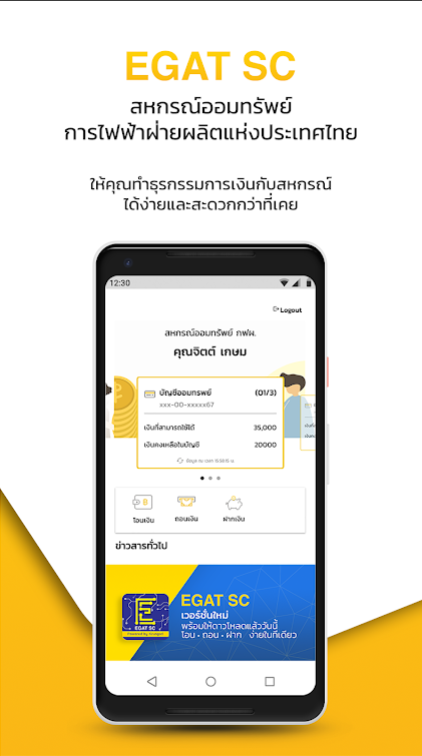 EGAT SC
สหกรณ์ออมทรัพย์
การไฟฟ้าฝ่ายผลิตแห่งประเทศไทย
ให้คุณทำธุรกรรมการเงินกับสหกรณ์
ได้ง่ายและสะดวกกว่าที่เคย
12:30
Logout
สหกรณ์ออมทรัพย์ กฟผ.
คุณจิตต์ เกษม
บัญชีออมทรพย์ (01/3)
xxx-00-xxxxx67
เงินที่สามารถใช้ได้ 35,000
เงินคงเหลือในบัญชี 20000
โอนเงิน ถอนเงิน ฝากเงิน
ข่าวสารทั่วไป
EGAT SC
เวอร์ชั่นใหม่
พร้อมให้ดาวโหลดแล้ววันนี้
โอน - ถอน - ฝาก ง่ายในที่เดียว
EGAT SC